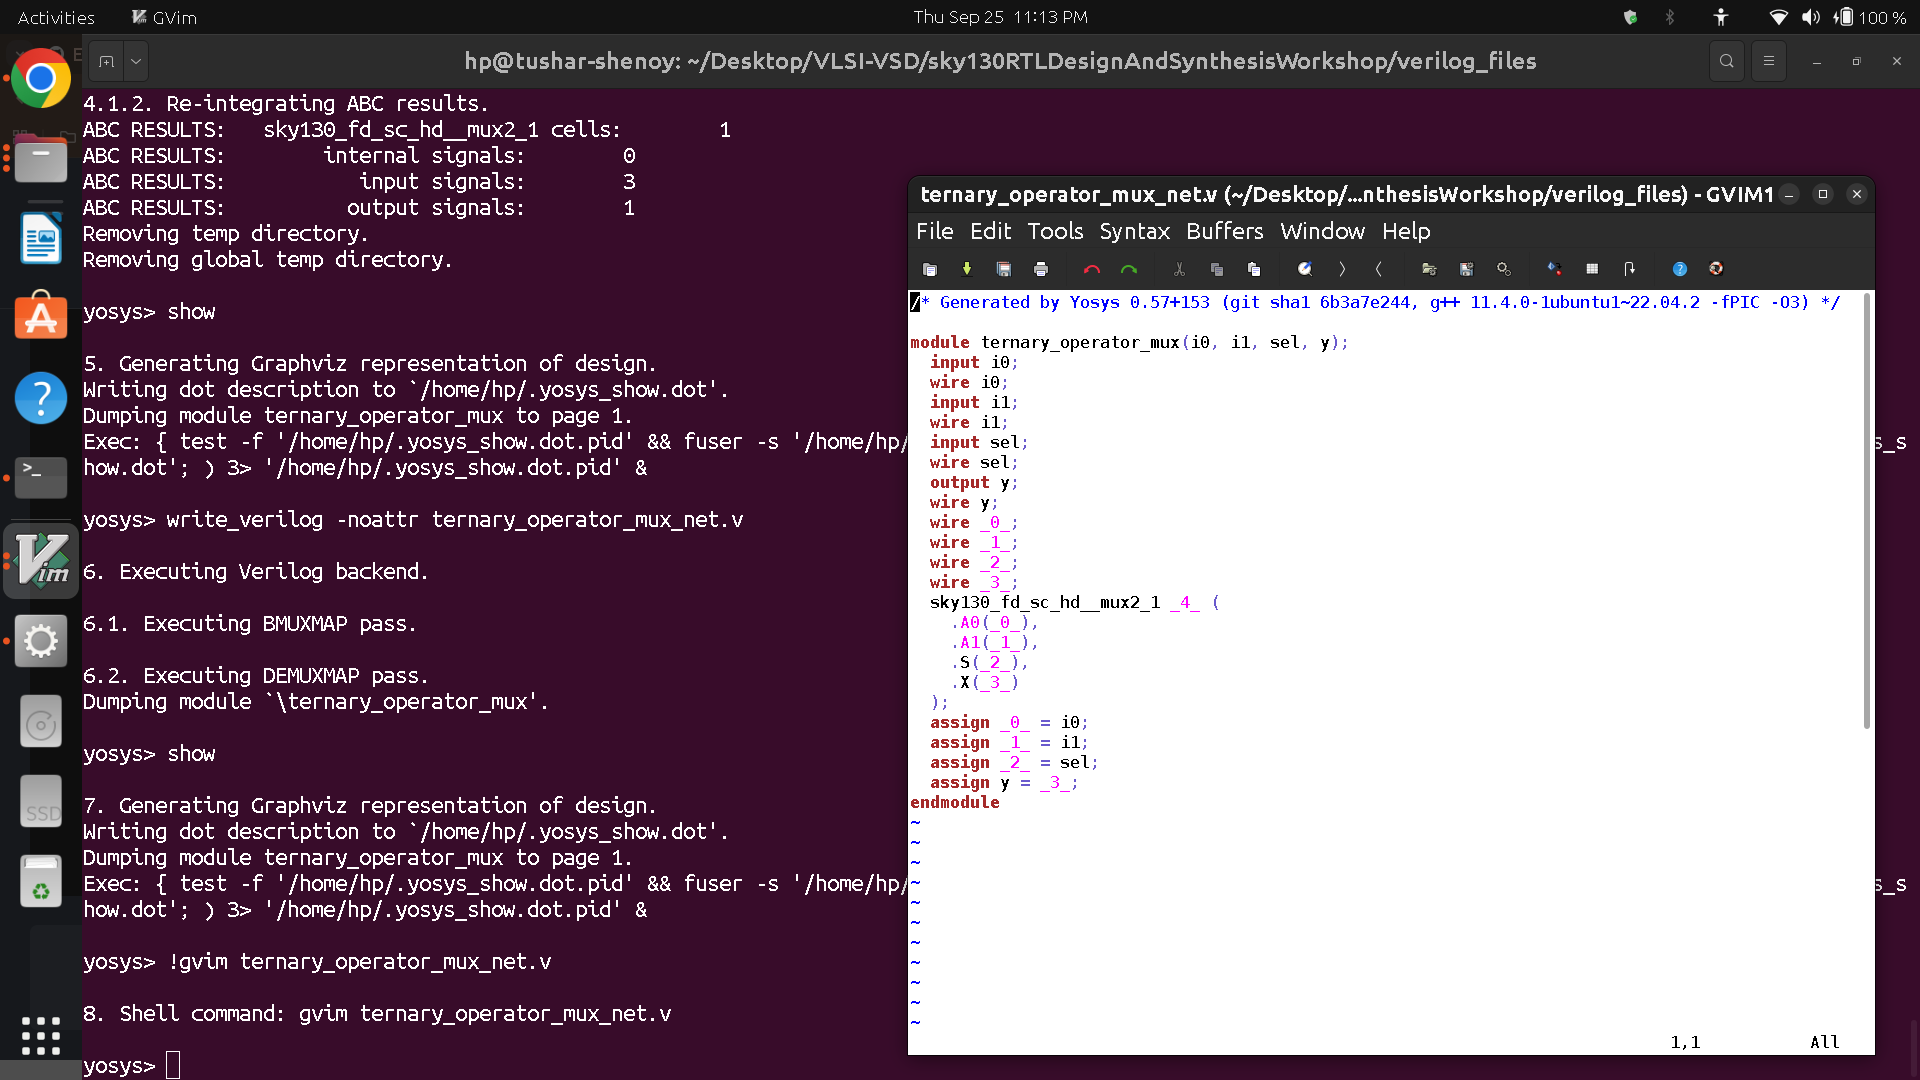 Activities
GVim
Thu Sep 25  11:13 PM
100 %
hp@tushar-shenoy: ~/Desktop/VLSI-VSD/sky130RTLDesignAndSynthesisWorkshop/verilog_files
4.1.2. Re-integrating ABC results.
ABC RESULTS:   sky130_fd_sc_hd__mux2_1 cells:        1
ABC RESULTS:        internal signals:        0
ABC RESULTS:           input signals:        3
ABC RESULTS:          output signals:        1
Removing temp directory.
Removing global temp directory.
yosys> show
5. Generating Graphviz representation of design.
Writing dot description to `/home/hp/.yosys_show.dot'.
Dumping module ternary_operator_mux to page 1.
Exec: { test -f '/home/hp/.yosys_show.dot.pid' && fuser -s '/home/hp/
s_s
how.dot'; ) 3> '/home/hp/.yosys_show.dot.pid' &
yosys> write_verilog -noattr ternary_operator_mux_net.v
6. Executing Verilog backend.
6.1. Executing BMUXMAP pass.
6.2. Executing DEMUXMAP pass.
Dumping module `\ternary_operator_mux'.
yosys> show
7. Generating Graphviz representation of design.
Writing dot description to `/home/hp/.yosys_show.dot'.
Dumping module ternary_operator_mux to page 1.
Exec: { test -f '/home/hp/.yosys_show.dot.pid' && fuser -s '/home/hp/
s_s
how.dot'; ) 3> '/home/hp/.yosys_show.dot.pid' &
yosys> !gvim ternary_operator_mux_net.v
8. Shell command: gvim ternary_operator_mux_net.v
yosys>
SSD
ternary_operator_mux_net.v (~/Desktop/...nthesisWorkshop/verilog_files) - GVIM1
File Edit Tools Syntax Buffers Window Help
/* Generated by Yosys 0.57+153 (git sha1 6b3a7e244, g++ 11.4.0-1ubuntu1~22.04.2 -fPIC -O3) */
module ternary_operator_mux(i0, i1, sel, y);
  input i0;
  wire i0;
  input i1;
  wire i1;
  input sel;
  wire sel;
  output y;
  wire y;
  wire _0_;
  wire _1_;
  wire _2_;
  wire _3_;
  sky130_fd_sc_hd__mux2_1 _4_ (
    .A0(_0_),
    .A1(_1_),
    .S(_2_),
    .X(_3_)
  );
  assign _0_ = i0;
  assign _1_ = i1;
  assign _2_ = sel;
  assign y = _3_;
endmodule
~
~
~
~
~
~
~
~
~
~
~
1,1
All